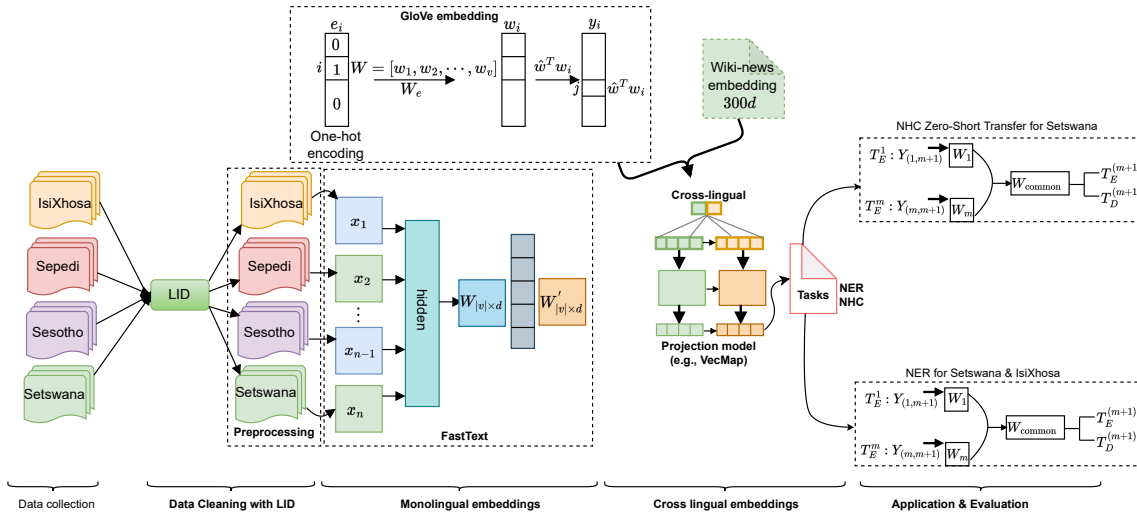 GloVe embedding
e_i
w_i
y_i
0
i
1
0
W = [w_1, w_2, ⋯, w_v]
W_e
ŵ^T w_i
j
ŵ^T w_i
One-hot
encoding
Wiki-news
embedding
300d
NHC Zero-Short Transfer for Setswana
T_E^1 : Y_(1,m+1)
W_1
T_E^m : Y_(m,m+1)
W_m
W_common
T_E^(m+1)
T_D^(m+1)
IsiXhosa
Sepedi
Sesotho
Setswana
LID
IsiXhosa
Sepedi
Sesotho
Setswana
Preprocessing
x_1
x_2
⋯
x_{n−1}
x_n
hidden
W_{|v|×d}
W'_{|v|×d}
FastText
Cross-lingual
Projection model
(e.g., VecMap)
Tasks
NER
NHC
NER for Setswana & IsiXhosa
T_E^1 : Y_(1,m+1)
W_1
T_E^m : Y_(m,m+1)
W_m
W_common
T_E^(m+1)
T_D^(m+1)
Data collection
Data Cleaning with LID
Monolingual embeddings
Cross lingual embeddings
Application & Evaluation